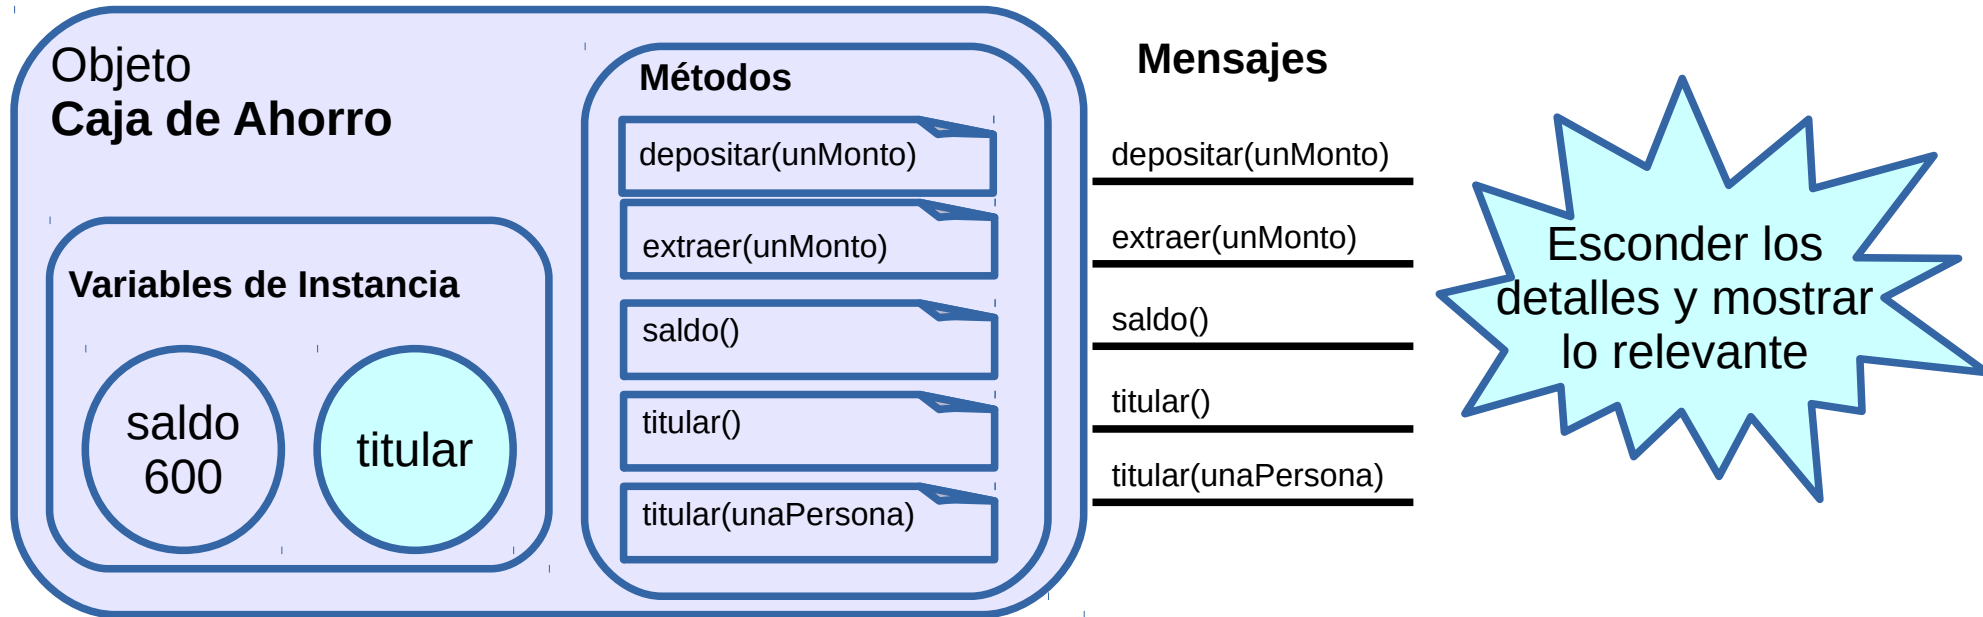 Objeto
Caja de Ahorro
Variables de Instancia
saldo
600
titular
Métodos
depositar(unMonto)
extraer(unMonto)
saldo()
titular()
titular(unaPersona)
Mensajes
depositar(unMonto)
extraer(unMonto)
saldo()
titular()
titular(unaPersona)
Esconder los
detalles y mostrar
lo relevante